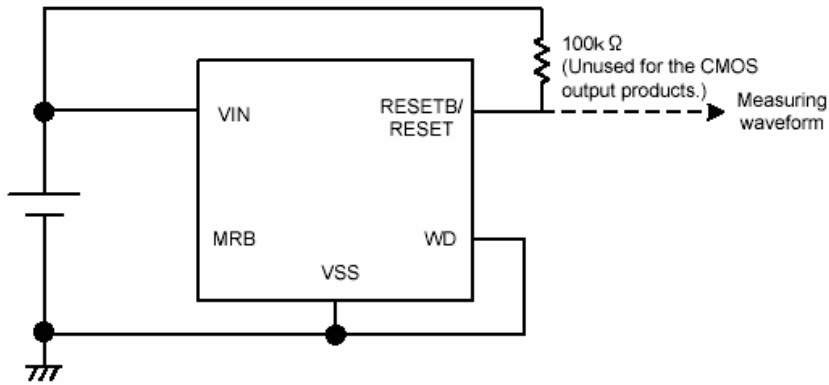 100k Ω
(Unused for the CMOS
output products.)
Measuring
waveform
VIN
RESETB/
RESET
MRB
WD
VSS